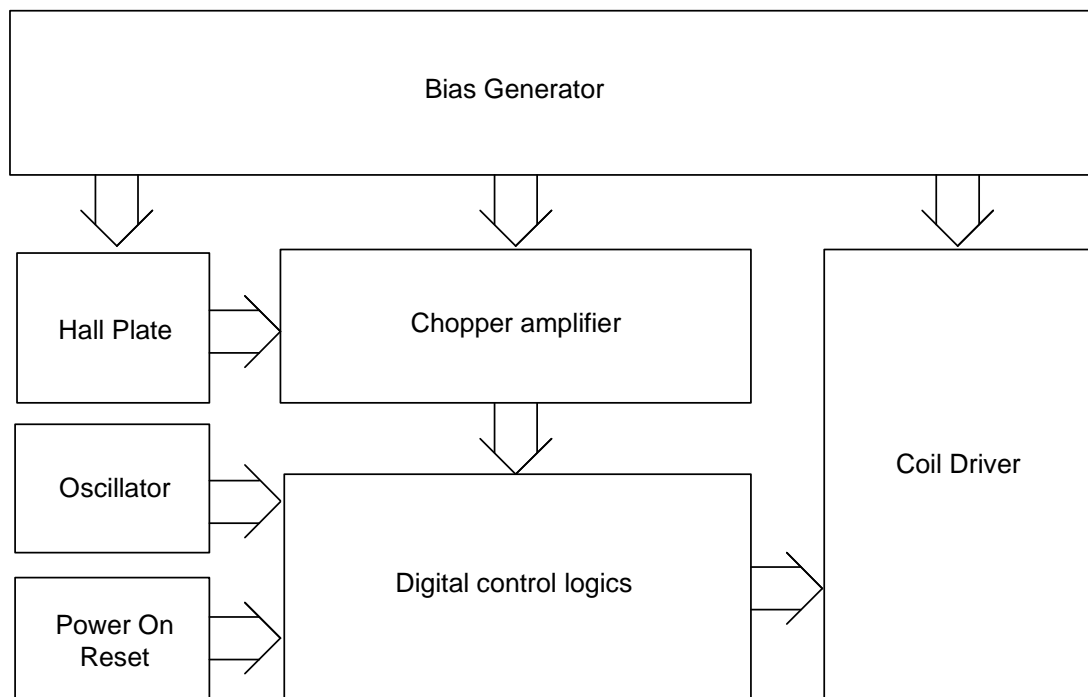 Bias Generator
Hall Plate
Chopper amplifier
Oscillator
Coil Driver
Digital control logics
Power On
Reset